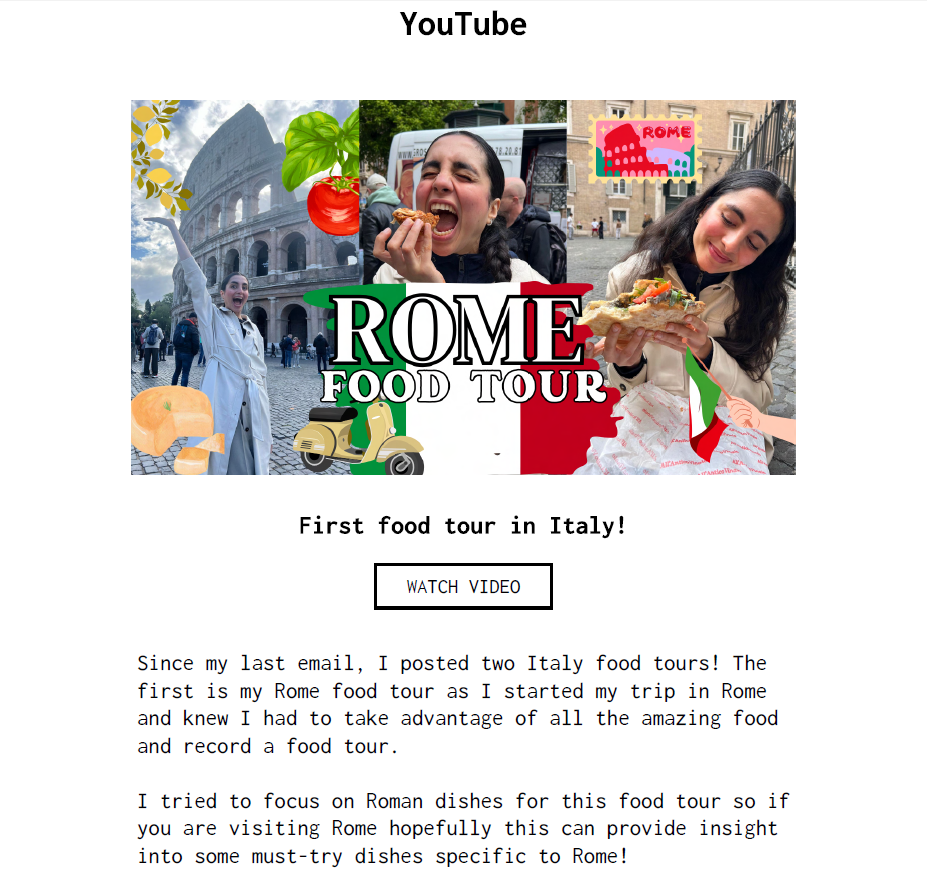 YouTube
ROME
ROME
FOOD TOUR
First food tour in Italy!
WATCH VIDEO
Since my last email, I posted two Italy food tours! The
first is my Rome food tour as I started my trip in Rome
and knew I had to take advantage of all the amazing food
and record a food tour.
I tried to focus on Roman dishes for this food tour so if
you are visiting Rome hopefully this can provide insight
into some must-try dishes specific to Rome!